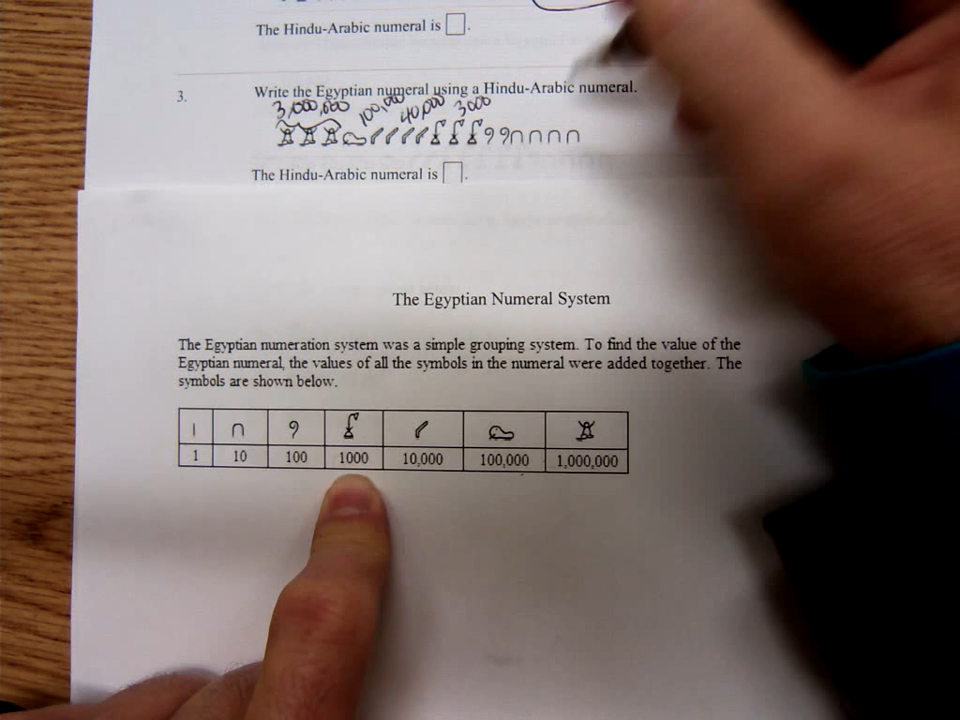 The Hindu-Arabic numeral is
3.
Write the Egyptian numeral using a Hindu-Arabic numeral.
3,000,000 100,000 40,000 3000
The Hindu-Arabic numeral is
The Egyptian Numeral System
The Egyptian numeration system was a simple grouping system. To find the value of the
Egyptian numeral, the values of all the symbols in the numeral were added together. The
symbols are shown below.
1 10 100 1000 10,000 100,000 1,000,000